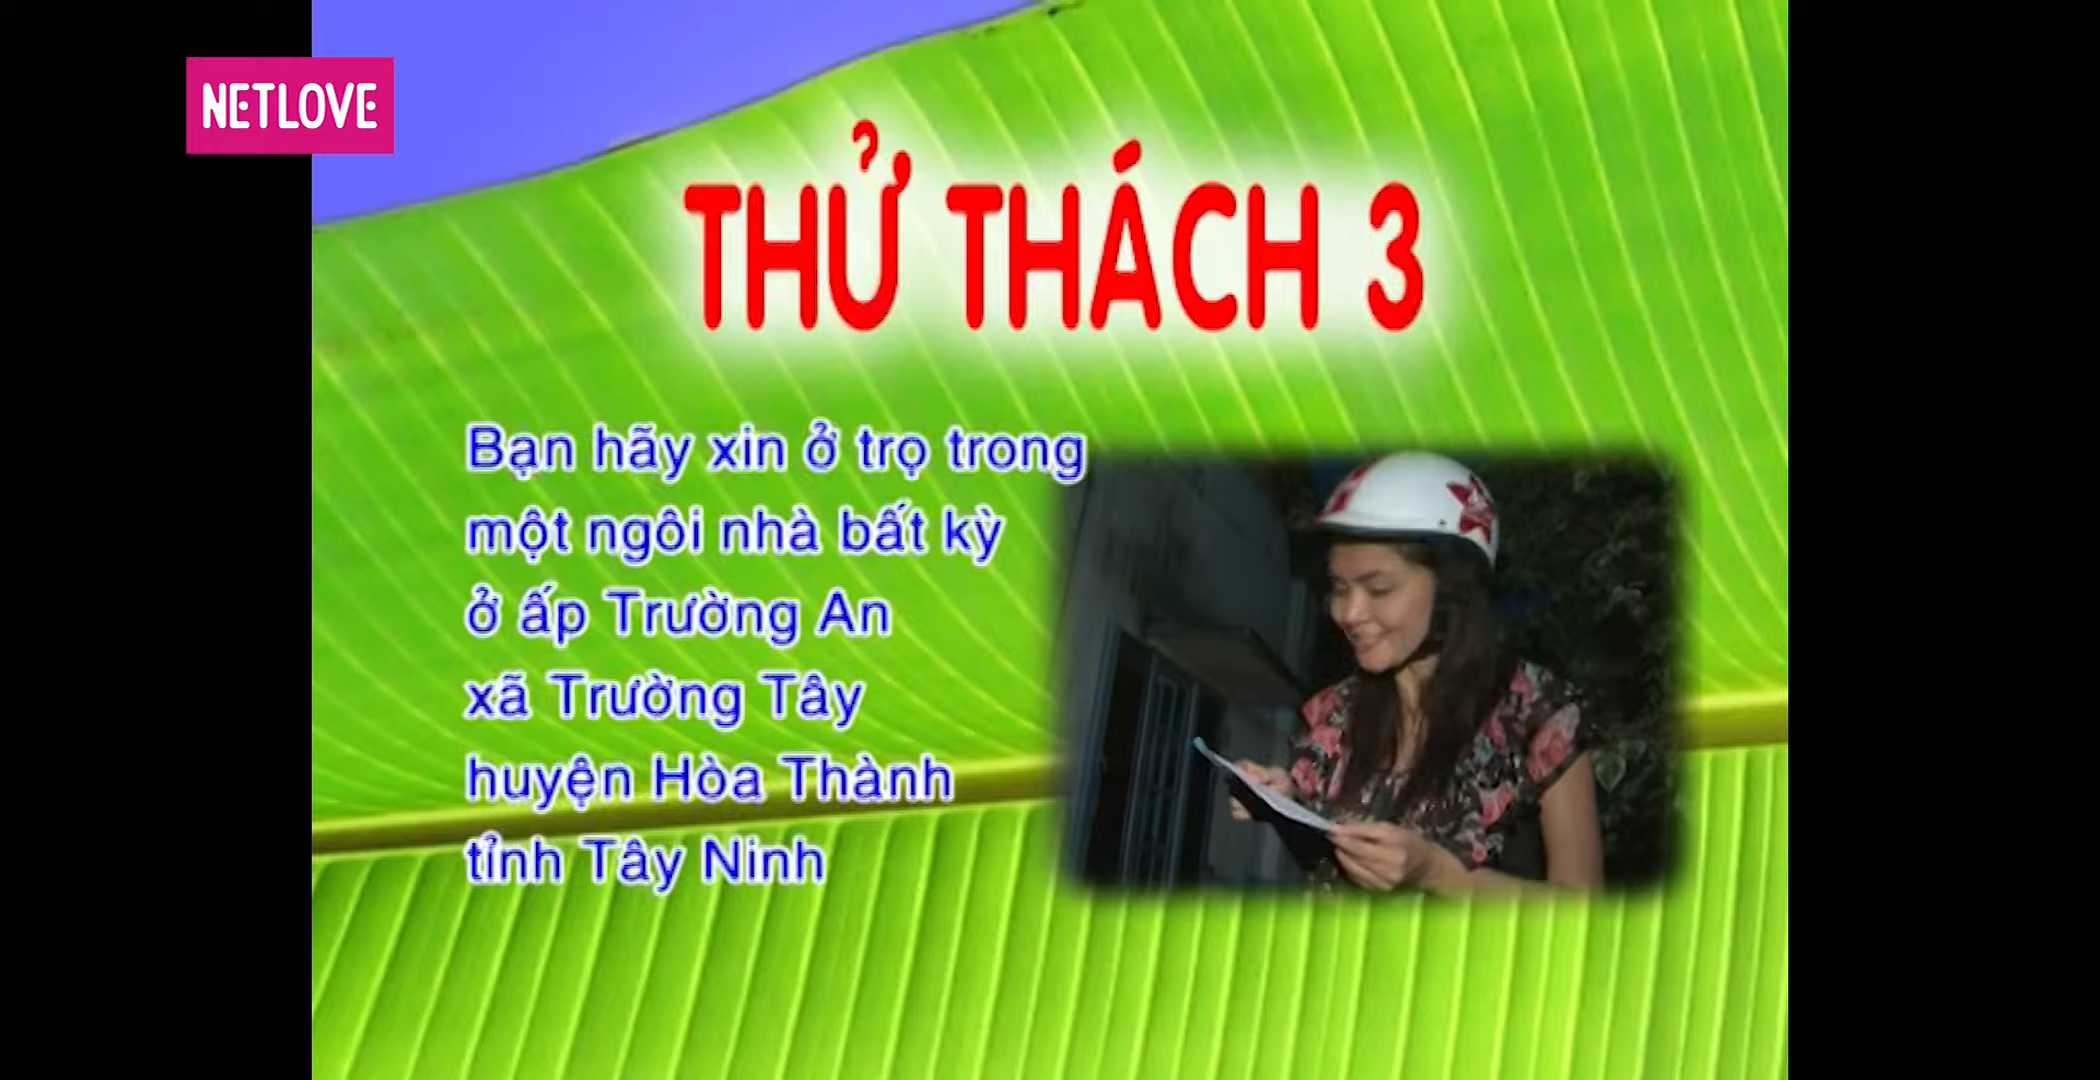 NETLOVE
THỬ THÁCH 3
Bạn hãy xin ở trọ trong
một ngôi nhà bất kỳ
ở ấp Trường An
xã Trường Tây
huyện Hòa Thành
tỉnh Tây Ninh